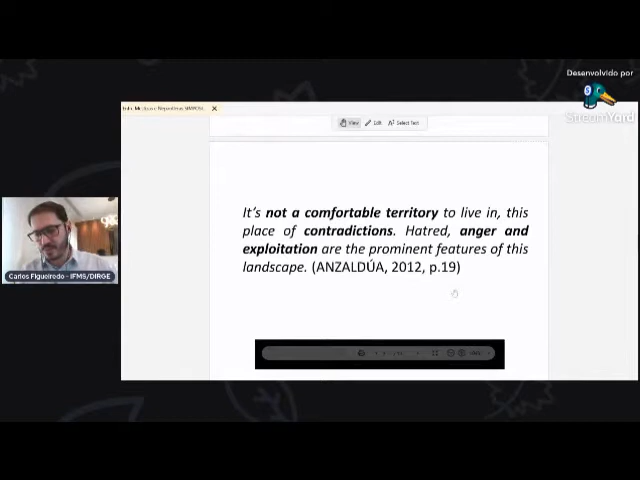 Desenvolvido por
StreamYard
View Edit Select Text
It's not a comfortable territory to live in, this
place of contradictions. Hatred, anger and
exploitation are the prominent features of this
landscape. (ANZALDÚA, 2012, p.19)
Carlos Figueiredo - IFMS/DIRGE